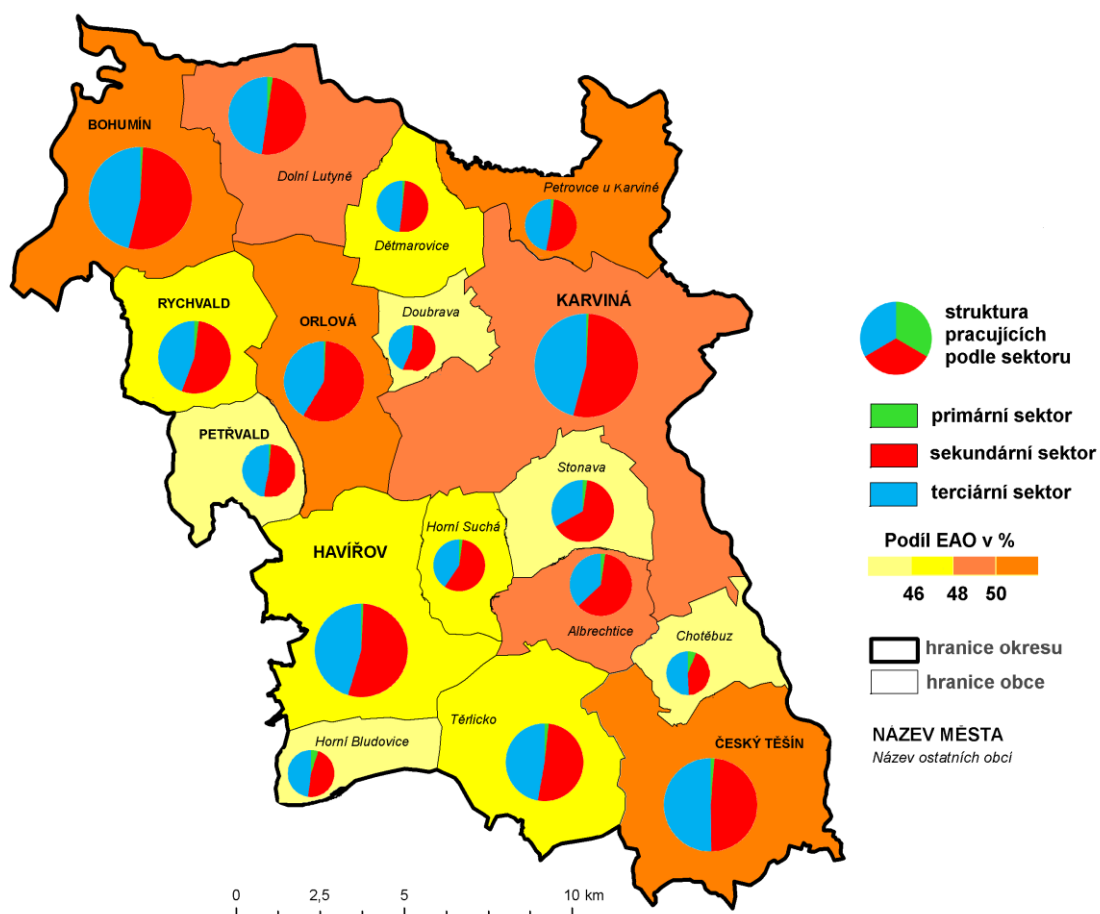 BOHUMÍN
Dolní Lutyně
Petrovice u Karviné
Dětmarovice
RYCHVALD
ORLOVÁ
Doubrava
KARVINÁ
PETŘVALD
Stonava
HAVÍŘOV
Horní Suchá
Albrechtice
Chotěbuz
Těrlicko
Horní Bludovice
ČESKÝ TĚŠÍN
struktura
pracujících
podle sektoru
primární sektor
sekundární sektor
terciární sektor
Podíl EAO v %
46 48 50
hranice okresu
hranice obce
NÁZEV MĚSTA
Název ostatních obcí
0 2,5 5 10 km